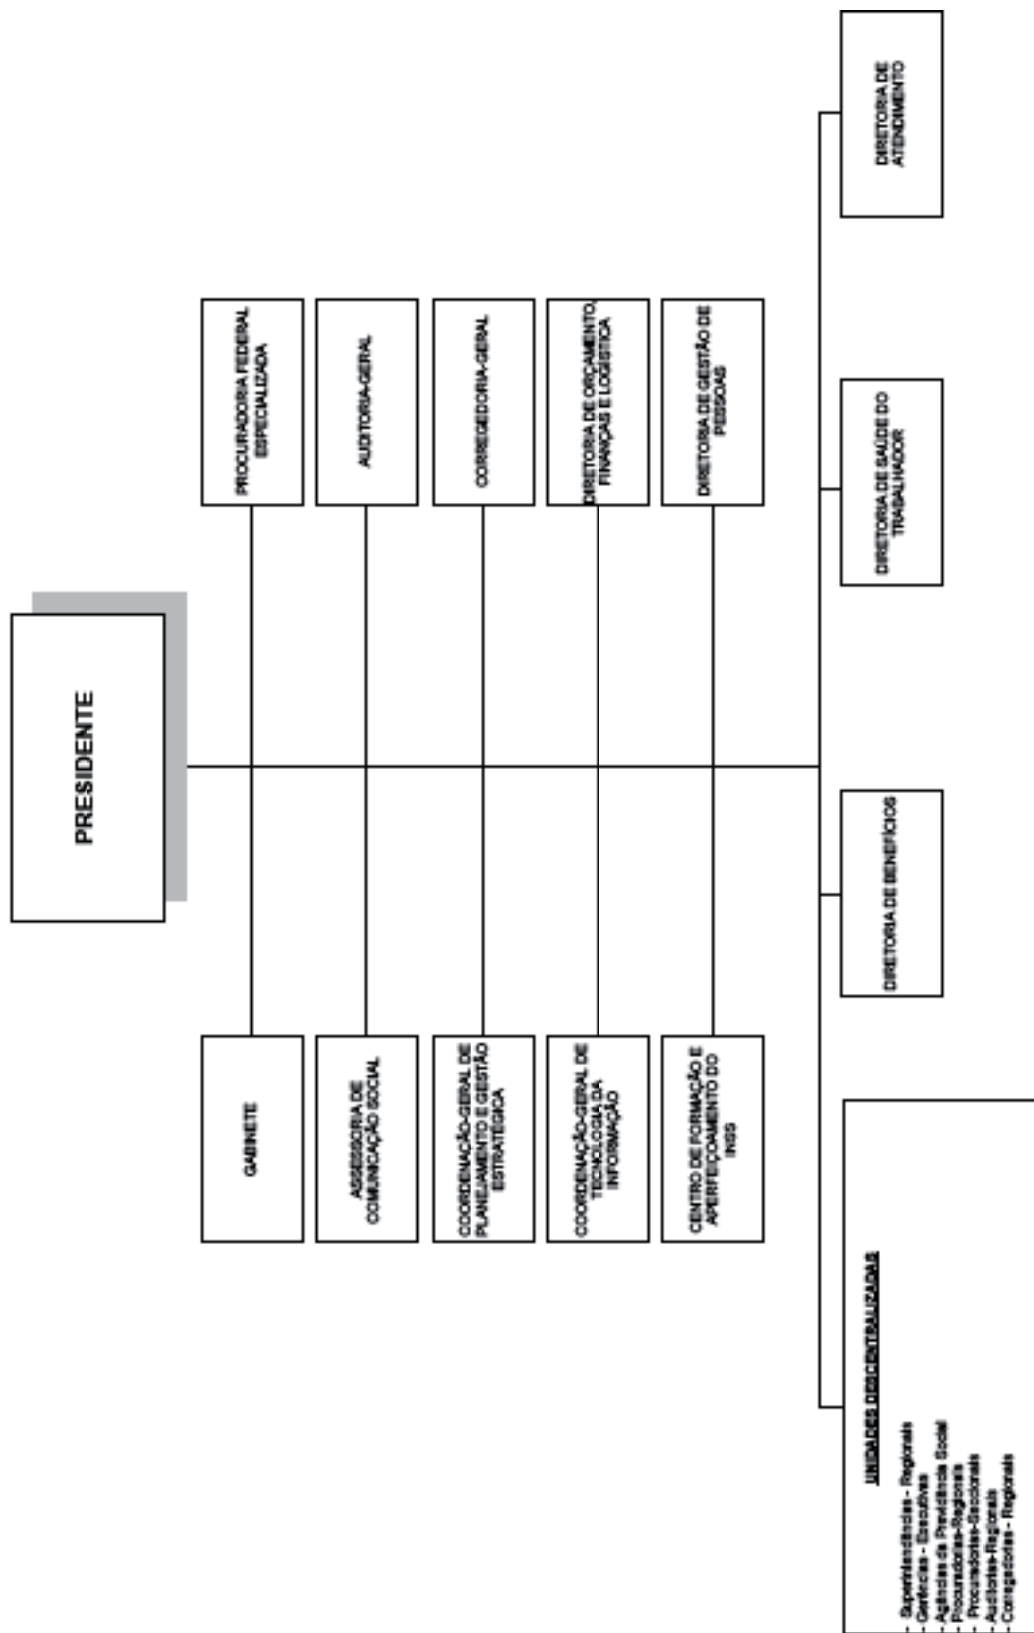 PRESIDENTE
GABINETE
PROCURADORIA FEDERAL
ESPECIALIZADA
ASSESSORIA DE
COMUNICAÇÃO SOCIAL
AUDITORIA-GERAL
COORDENAÇÃO-GERAL DE
PLANEJAMENTO E GESTÃO
ESTRATÉGICA
CORREGEDORIA-GERAL
COORDENAÇÃO-GERAL DE
TECNOLOGIA DA
INFORMAÇÃO
DIRETORIA DE ORÇAMENTO,
FINANÇAS E LOGÍSTICA
CENTRO DE FORMAÇÃO E
APERFEIÇOAMENTO DO
INSS
DIRETORIA DE GESTÃO DE
PESSOAS
UNIDADES DESCENTRALIZADAS
- Superintendências - Regionais
- Gerências - Executivas
- Agências da Previdência Social
- Procuradorias-Regionais
- Procuradorias-Seccionais
- Auditorias-Regionais
- Corregedorias - Regionais
DIRETORIA DE BENEFÍCIOS
DIRETORIA DE SAÚDE DO
TRABALHADOR
DIRETORIA DE
ATENDIMENTO